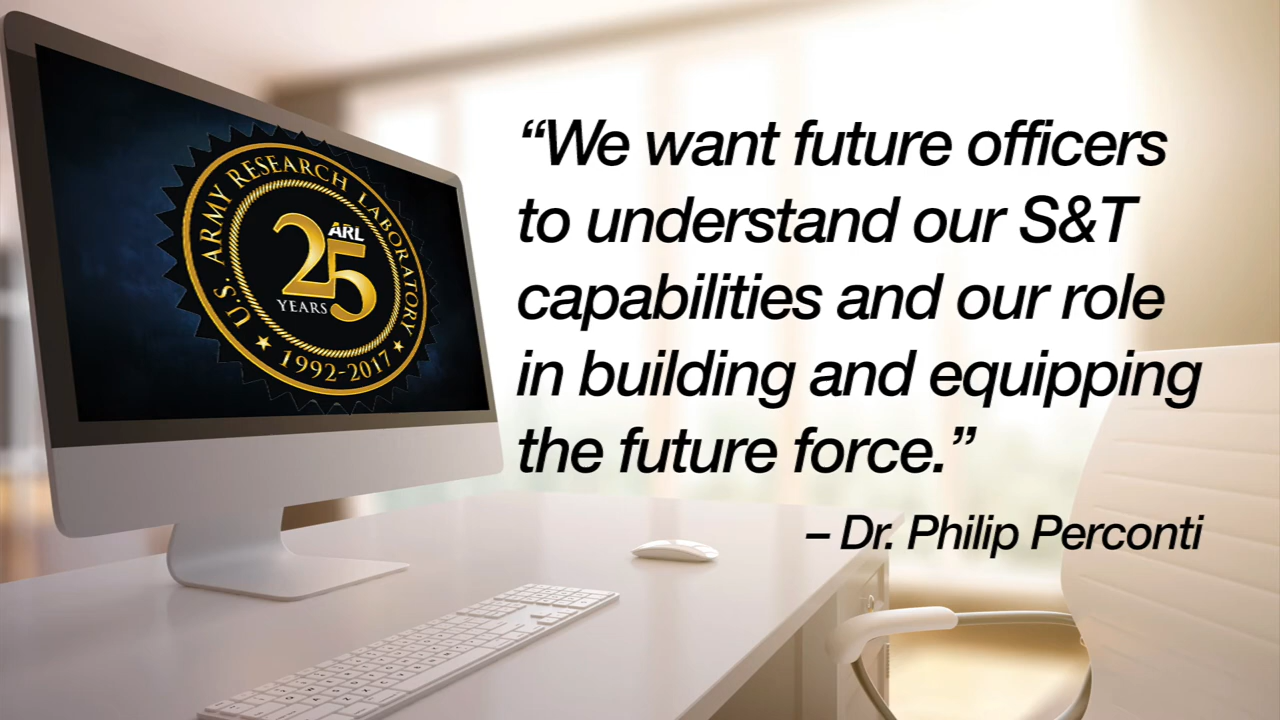 U.S. ARMY RESEARCH LABORATORY
ARL
25
YEARS
1992-2017
“We want future officers
to understand our S&T
capabilities and our role
in building and equipping
the future force.”
– Dr. Philip Perconti